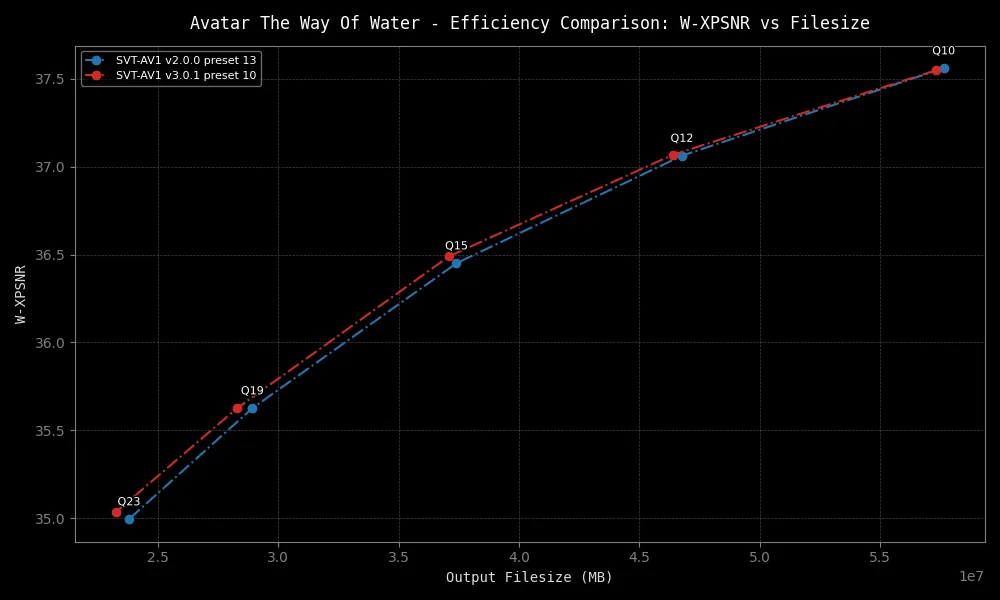 Avatar The Way Of Water - Efficiency Comparison: W-XPSNR vs Filesize
SVT-AV1 v2.0.0 preset 13
SVT-AV1 v3.0.1 preset 10
Q10
37.5
Q12
37.0
Q15
36.5
W-XPSNR
36.0
Q19
35.5
Q23
35.0
2.5 3.0 3.5 4.0 4.5 5.0 5.5
1e7
Output Filesize (MB)